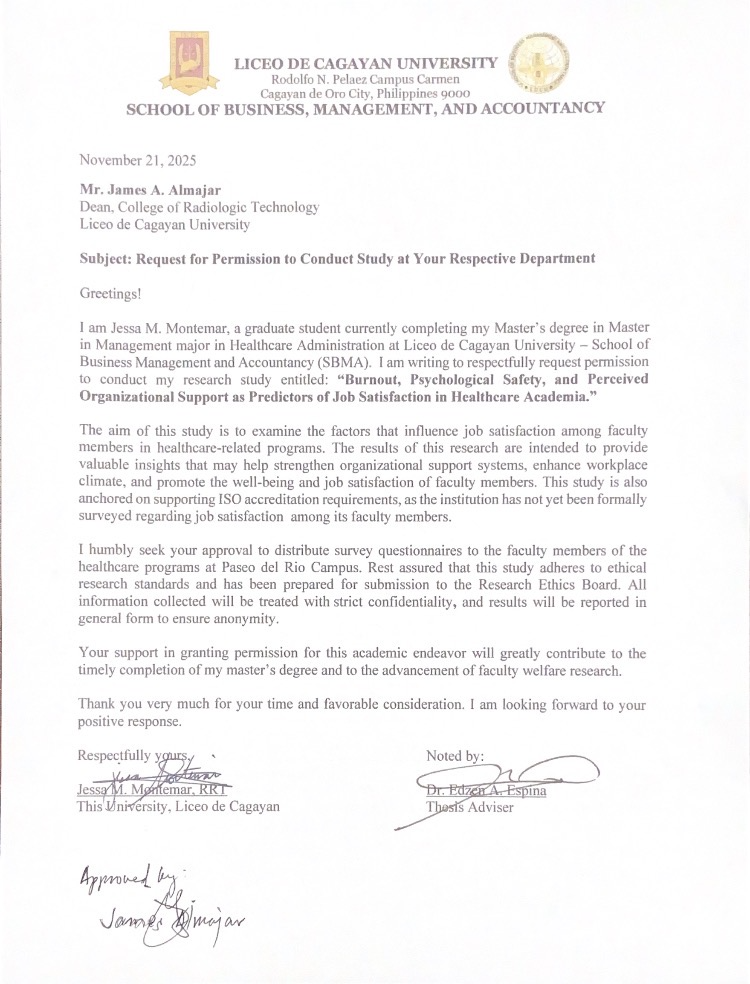 LICEO DE CAGAYAN UNIVERSITY
Rodolfo N. Pelaez Campus Carmen
Cagayan de Oro City, Philippines 9000
SCHOOL OF BUSINESS, MANAGEMENT, AND ACCOUNTANCY
November 21, 2025
Mr. James A. Almajar
Dean, College of Radiologic Technology
Liceo de Cagayan University
Subject: Request for Permission to Conduct Study at Your Respective Department
Greetings!
I am Jessa M. Montemar, a graduate student currently completing my Master's degree in Master
in Management major in Healthcare Administration at Liceo de Cagayan University – School of
Business Management and Accountancy (SBMA). I am writing to respectfully request permission
to conduct my research study entitled: “Burnout, Psychological Safety, and Perceived
Organizational Support as Predictors of Job Satisfaction in Healthcare Academia.”
The aim of this study is to examine the factors that influence job satisfaction among faculty
members in healthcare-related programs. The results of this research are intended to provide
valuable insights that may help strengthen organizational support systems, enhance workplace
climate, and promote the well-being and job satisfaction of faculty members. This study is also
anchored on supporting ISO accreditation requirements, as the institution has not yet been formally
surveyed regarding job satisfaction among its faculty members.
I humbly seek your approval to distribute survey questionnaires to the faculty members of the
healthcare programs at Paseo del Rio Campus. Rest assured that this study adheres to ethical
research standards and has been prepared for submission to the Research Ethics Board. All
information collected will be treated with strict confidentiality, and results will be reported in
general form to ensure anonymity.
Your support in granting permission for this academic endeavor will greatly contribute to the
timely completion of my master's degree and to the advancement of faculty welfare research.
Thank you very much for your time and favorable consideration. I am looking forward to your
positive response.
Respectfully yours,
Jessa M. Montemar, RRT
This University, Liceo de Cagayan
Noted by:
Dr. Edzen A. Espina
Thesis Adviser
Approved by:
James Almajar